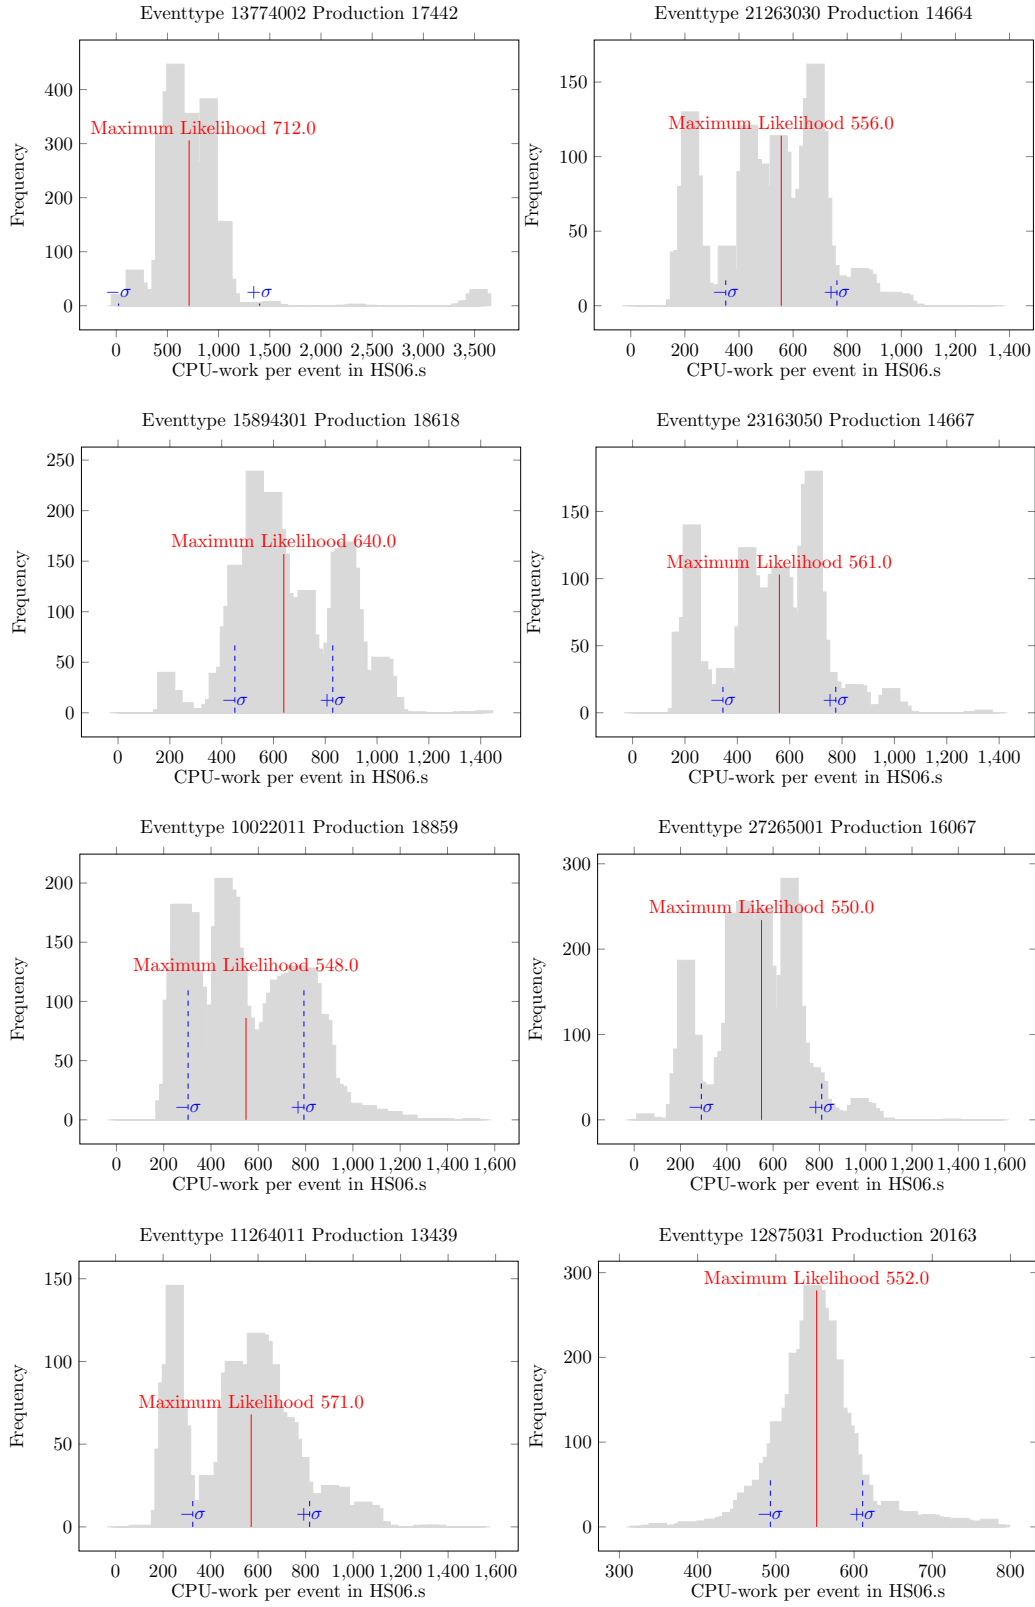 Eventtype 13774002 Production 17442
400
300
200
100
0
Frequency
Maximum Likelihood 712.0
−σ
+σ
0 500 1,000 1,500 2,000 2,500 3,000 3,500
CPU-work per event in HS06.s
Eventtype 21263030 Production 14664
150
100
50
0
Frequency
Maximum Likelihood 556.0
−σ
+σ
0 200 400 600 800 1,000 1,200 1,400
CPU-work per event in HS06.s
Eventtype 15894301 Production 18618
250
200
150
100
50
0
Frequency
Maximum Likelihood 640.0
−σ
+σ
0 200 400 600 800 1,000 1,200 1,400
CPU-work per event in HS06.s
Eventtype 23163050 Production 14667
150
100
50
0
Frequency
Maximum Likelihood 561.0
−σ
+σ
0 200 400 600 800 1,000 1,200 1,400
CPU-work per event in HS06.s
Eventtype 10022011 Production 18859
200
150
100
50
0
Frequency
Maximum Likelihood 548.0
−σ
+σ
0 200 400 600 800 1,000 1,200 1,400 1,600
CPU-work per event in HS06.s
Eventtype 27265001 Production 16067
300
200
100
0
Frequency
Maximum Likelihood 550.0
−σ
+σ
0 200 400 600 800 1,000 1,200 1,400 1,600
CPU-work per event in HS06.s
Eventtype 11264011 Production 13439
150
100
50
0
Frequency
Maximum Likelihood 571.0
−σ
+σ
0 200 400 600 800 1,000 1,200 1,400 1,600
CPU-work per event in HS06.s
Eventtype 12875031 Production 20163
300
200
100
0
Frequency
Maximum Likelihood 552.0
−σ
+σ
300 400 500 600 700 800
CPU-work per event in HS06.s